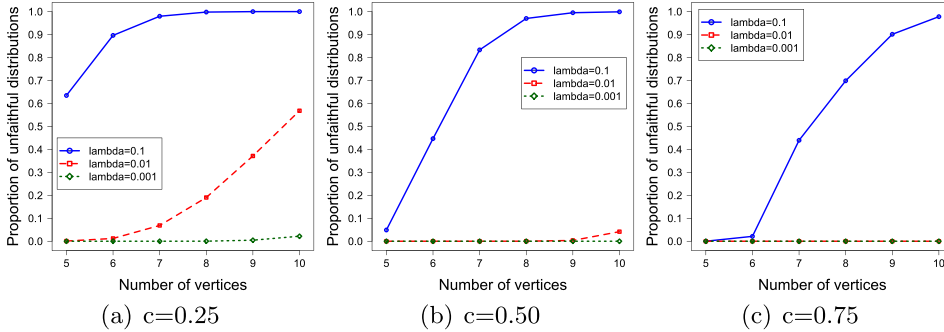 Proportion of unfaithful distributions
1.0
0.9
0.8
0.7
0.6
0.5
0.4
0.3
0.2
0.1
0.0
lambda=0.1
lambda=0.01
lambda=0.001
5 6 7 8 9 10
Number of vertices
(a) c=0.25
Proportion of unfaithful distributions
1.0
0.9
0.8
0.7
0.6
0.5
0.4
0.3
0.2
0.1
0.0
lambda=0.1
lambda=0.01
lambda=0.001
5 6 7 8 9 10
Number of vertices
(b) c=0.50
Proportion of unfaithful distributions
1.0
0.9
0.8
0.7
0.6
0.5
0.4
0.3
0.2
0.1
0.0
lambda=0.1
lambda=0.01
lambda=0.001
5 6 7 8 9 10
Number of vertices
(c) c=0.75